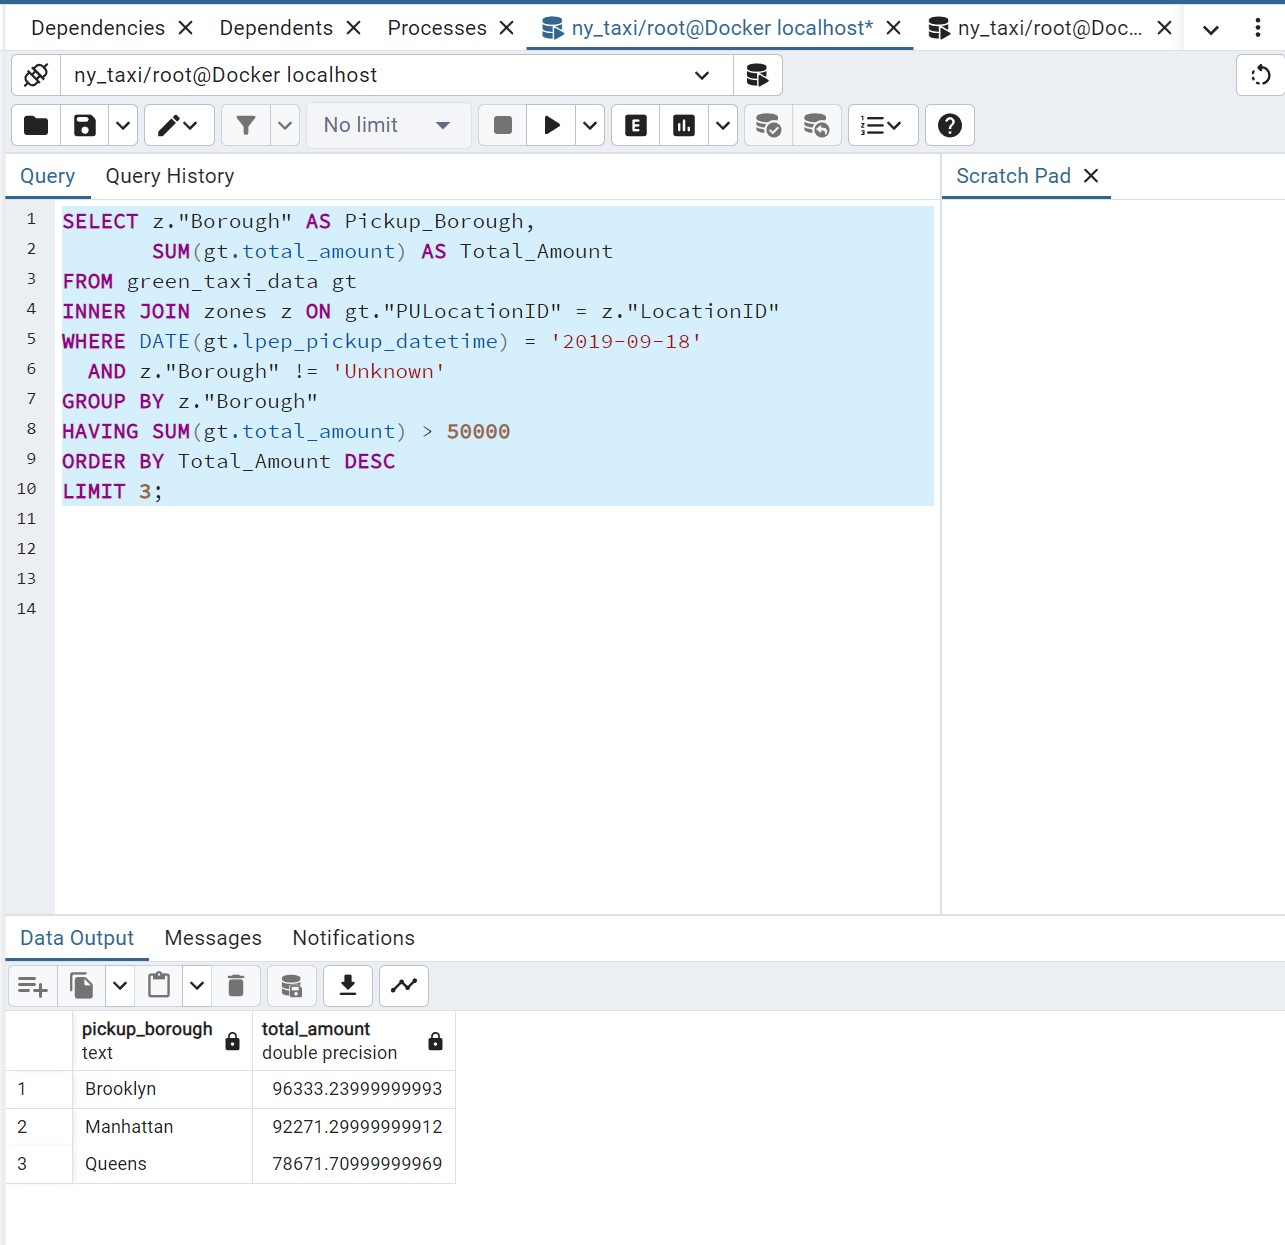 Dependencies Dependents Processes ny_taxi/root@Docker localhost* ny_taxi/root@Doc...
ny_taxi/root@Docker localhost
No limit E
Query Query History Scratch Pad
1 SELECT z."Borough" AS Pickup_Borough,
2 SUM(gt.total_amount) AS Total_Amount
3 FROM green_taxi_data gt
4 INNER JOIN zones z ON gt."PULocationID" = z."LocationID"
5 WHERE DATE(gt.lpep_pickup_datetime) = '2019-09-18'
6 AND z."Borough" != 'Unknown'
7 GROUP BY z."Borough"
8 HAVING SUM(gt.total_amount) > 50000
9 ORDER BY Total_Amount DESC
10 LIMIT 3;
11
12
13
14
Data Output Messages Notifications
pickup_borough total_amount
text double precision
1 Brooklyn 96333.23999999993
2 Manhattan 92271.29999999912
3 Queens 78671.70999999969